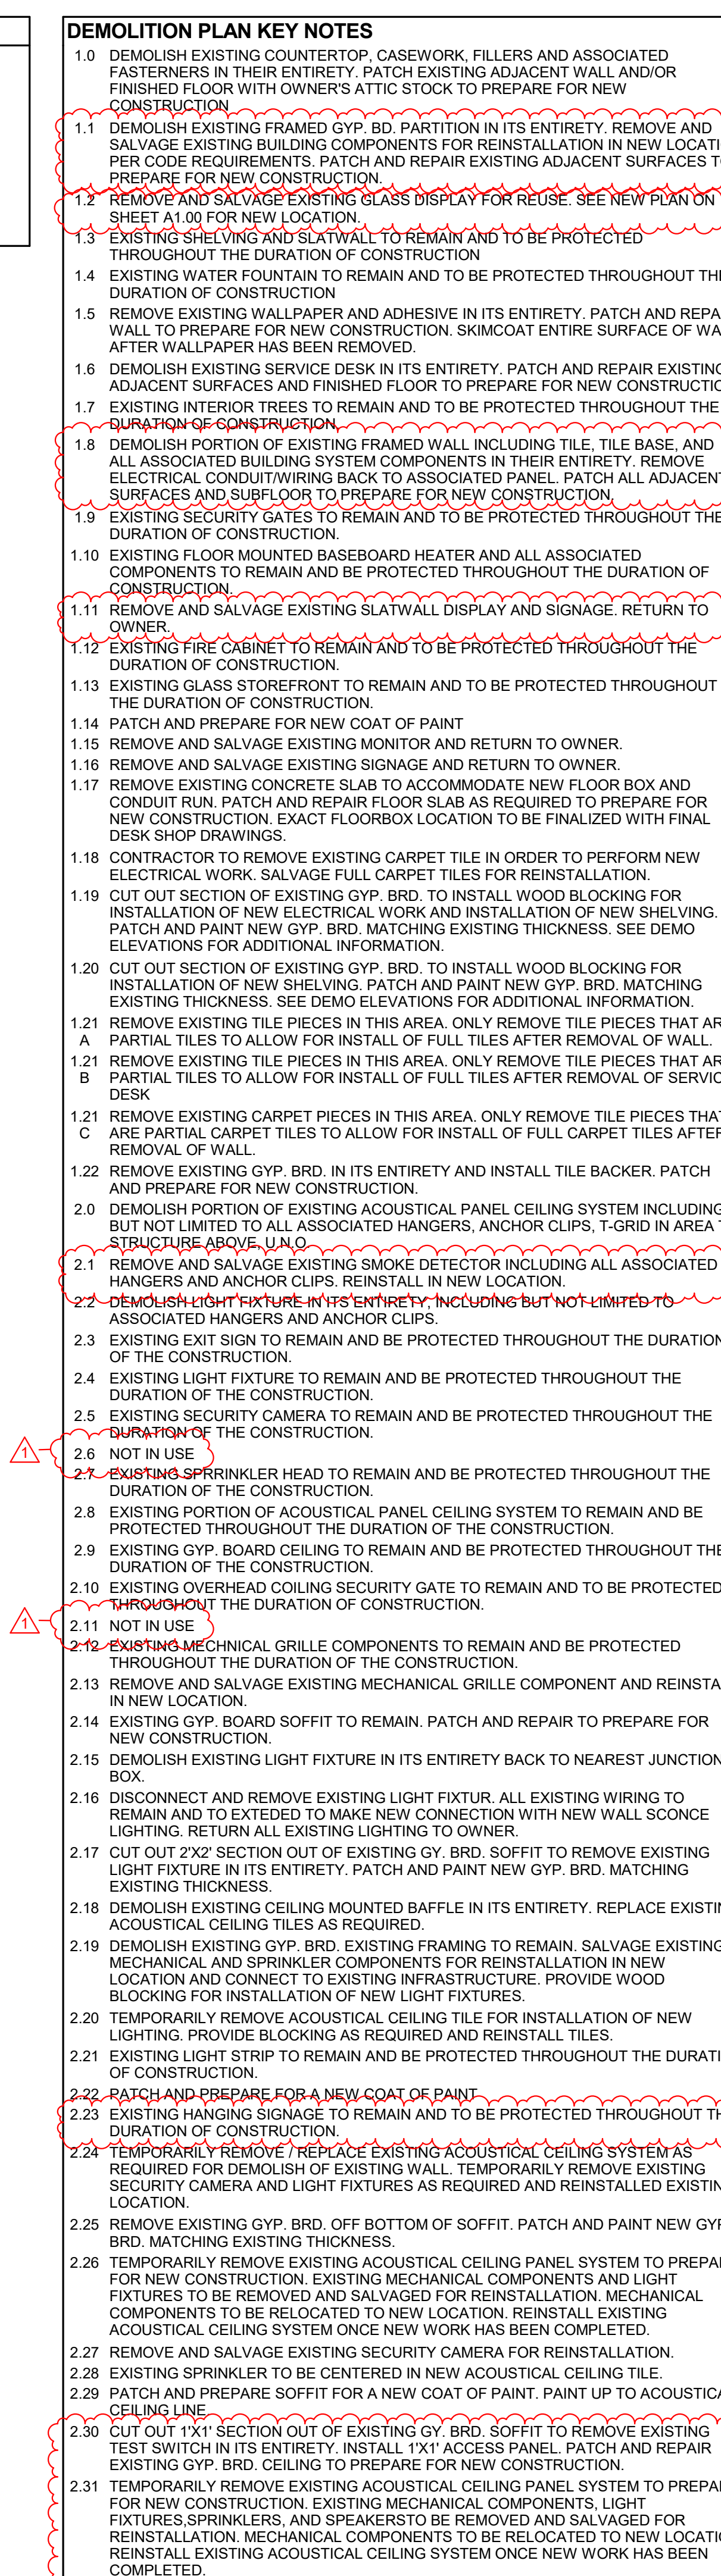 DEMOLITION PLAN KEY NOTES
1.0 DEMOLISH EXISTING COUNTERTOP, CASEWORK, FILLERS AND ASSOCIATED
FASTERNERS IN THEIR ENTIRETY. PATCH EXISTING ADJACENT WALL AND/OR
FINISHED FLOOR WITH OWNER'S ATTIC STOCK TO PREPARE FOR NEW
CONSTRUCTION
1.1 DEMOLISH EXISTING FRAMED GYP. BD. PARTITION IN ITS ENTIRETY. REMOVE AND
SALVAGE EXISTING BUILDING COMPONENTS FOR REINSTALLATION IN NEW LOCATI
PER CODE REQUIREMENTS. PATCH AND REPAIR EXISTING ADJACENT SURFACES T
PREPARE FOR NEW CONSTRUCTION.
1.2 REMOVE AND SALVAGE EXISTING GLASS DISPLAY FOR REUSE. SEE NEW PLAN ON
SHEET A1.00 FOR NEW LOCATION.
1.3 EXISTING SHELVING AND SLATWALL TO REMAIN AND TO BE PROTECTED
THROUGHOUT THE DURATION OF CONSTRUCTION
1.4 EXISTING WATER FOUNTAIN TO REMAIN AND TO BE PROTECTED THROUGHOUT THE
DURATION OF CONSTRUCTION
1.5 REMOVE EXISTING WALLPAPER AND ADHESIVE IN ITS ENTIRETY. PATCH AND REPA
WALL TO PREPARE FOR NEW CONSTRUCTION. SKIMCOAT ENTIRE SURFACE OF WA
AFTER WALLPAPER HAS BEEN REMOVED.
1.6 DEMOLISH EXISTING SERVICE DESK IN ITS ENTIRETY. PATCH AND REPAIR EXISTING
ADJACENT SURFACES AND FINISHED FLOOR TO PREPARE FOR NEW CONSTRUCTIO
1.7 EXISTING INTERIOR TREES TO REMAIN AND TO BE PROTECTED THROUGHOUT THE
DURATION OF CONSTRUCTION.
1.8 DEMOLISH PORTION OF EXISTING FRAMED WALL INCLUDING TILE, TILE BASE, AND
ALL ASSOCIATED BUILDING SYSTEM COMPONENTS IN THEIR ENTIRETY. REMOVE
ELECTRICAL CONDUIT/WIRING BACK TO ASSOCIATED PANEL. PATCH ALL ADJACENT
SURFACES AND SUBFLOOR TO PREPARE FOR NEW CONSTRUCTION.
1.9 EXISTING SECURITY GATES TO REMAIN AND TO BE PROTECTED THROUGHOUT THE
DURATION OF CONSTRUCTION.
1.10 EXISTING FLOOR MOUNTED BASEBOARD HEATER AND ALL ASSOCIATED
COMPONENTS TO REMAIN AND BE PROTECTED THROUGHOUT THE DURATION OF
CONSTRUCTION.
1.11 REMOVE AND SALVAGE EXISTING SLATWALL DISPLAY AND SIGNAGE. RETURN TO
OWNER.
1.12 EXISTING FIRE CABINET TO REMAIN AND TO BE PROTECTED THROUGHOUT THE
DURATION OF CONSTRUCTION.
1.13 EXISTING GLASS STOREFRONT TO REMAIN AND TO BE PROTECTED THROUGHOUT
THE DURATION OF CONSTRUCTION.
1.14 PATCH AND PREPARE FOR NEW COAT OF PAINT
1.15 REMOVE AND SALVAGE EXISTING MONITOR AND RETURN TO OWNER.
1.16 REMOVE AND SALVAGE EXISTING SIGNAGE AND RETURN TO OWNER.
1.17 REMOVE EXISTING CONCRETE SLAB TO ACCOMMODATE NEW FLOOR BOX AND
CONDUIT RUN. PATCH AND REPAIR FLOOR SLAB AS REQUIRED TO PREPARE FOR
NEW CONSTRUCTION. EXACT FLOORBOX LOCATION TO BE FINALIZED WITH FINAL
DESK SHOP DRAWINGS.
1.18 CONTRACTOR TO REMOVE EXISTING CARPET TILE IN ORDER TO PERFORM NEW
ELECTRICAL WORK. SALVAGE FULL CARPET TILES FOR REINSTALLATION.
1.19 CUT OUT SECTION OF EXISTING GYP. BRD. TO INSTALL WOOD BLOCKING FOR
INSTALLATION OF NEW ELECTRICAL WORK AND INSTALLATION OF NEW SHELVING.
PATCH AND PAINT NEW GYP. BRD. MATCHING EXISTING THICKNESS. SEE DEMO
ELEVATIONS FOR ADDITIONAL INFORMATION.
1.20 CUT OUT SECTION OF EXISTING GYP. BRD. TO INSTALL WOOD BLOCKING FOR
INSTALLATION OF NEW SHELVING. PATCH AND PAINT NEW GYP. BRD. MATCHING
EXISTING THICKNESS. SEE DEMO ELEVATIONS FOR ADDITIONAL INFORMATION.
1.21 REMOVE EXISTING TILE PIECES IN THIS AREA. ONLY REMOVE TILE PIECES THAT AR
A PARTIAL TILES TO ALLOW FOR INSTALL OF FULL TILES AFTER REMOVAL OF WALL.
1.21 REMOVE EXISTING TILE PIECES IN THIS AREA. ONLY REMOVE TILE PIECES THAT AR
B PARTIAL TILES TO ALLOW FOR INSTALL OF FULL TILES AFTER REMOVAL OF SERVIC
DESK
1.21 REMOVE EXISTING CARPET PIECES IN THIS AREA. ONLY REMOVE TILE PIECES THAT
C ARE PARTIAL CARPET TILES TO ALLOW FOR INSTALL OF FULL CARPET TILES AFTER
REMOVAL OF WALL.
1.22 REMOVE EXISTING GYP. BRD. IN ITS ENTIRETY AND INSTALL TILE BACKER. PATCH
AND PREPARE FOR NEW CONSTRUCTION.
2.0 DEMOLISH PORTION OF EXISTING ACOUSTICAL PANEL CEILING SYSTEM INCLUDING
BUT NOT LIMITED TO ALL ASSOCIATED HANGERS, ANCHOR CLIPS, T-GRID IN AREA T
STRUCTURE ABOVE, U.N.O.
2.1 REMOVE AND SALVAGE EXISTING SMOKE DETECTOR INCLUDING ALL ASSOCIATED
HANGERS AND ANCHOR CLIPS. REINSTALL IN NEW LOCATION.
2.2 DEMOLISH LIGHT FIXTURE IN ITS ENTIRETY, INCLUDING BUT NOT LIMITED TO
ASSOCIATED HANGERS AND ANCHOR CLIPS.
2.3 EXISTING EXIT SIGN TO REMAIN AND BE PROTECTED THROUGHOUT THE DURATION
OF THE CONSTRUCTION.
2.4 EXISTING LIGHT FIXTURE TO REMAIN AND BE PROTECTED THROUGHOUT THE
DURATION OF THE CONSTRUCTION.
2.5 EXISTING SECURITY CAMERA TO REMAIN AND BE PROTECTED THROUGHOUT THE
DURATION OF THE CONSTRUCTION.
1 2.6 NOT IN USE
2.7 EXISTING SPRRINKLER HEAD TO REMAIN AND BE PROTECTED THROUGHOUT THE
DURATION OF THE CONSTRUCTION.
2.8 EXISTING PORTION OF ACOUSTICAL PANEL CEILING SYSTEM TO REMAIN AND BE
PROTECTED THROUGHOUT THE DURATION OF THE CONSTRUCTION.
2.9 EXISTING GYP. BOARD CEILING TO REMAIN AND BE PROTECTED THROUGHOUT THE
DURATION OF THE CONSTRUCTION.
2.10 EXISTING OVERHEAD COILING SECURITY GATE TO REMAIN AND TO BE PROTECTED
THROUGHOUT THE DURATION OF CONSTRUCTION.
1 2.11 NOT IN USE
2.12 EXISTING MECHNICAL GRILLE COMPONENTS TO REMAIN AND BE PROTECTED
THROUGHOUT THE DURATION OF THE CONSTRUCTION.
2.13 REMOVE AND SALVAGE EXISTING MECHANICAL GRILLE COMPONENT AND REINSTA
IN NEW LOCATION.
2.14 EXISTING GYP. BOARD SOFFIT TO REMAIN. PATCH AND REPAIR TO PREPARE FOR
NEW CONSTRUCTION.
2.15 DEMOLISH EXISTING LIGHT FIXTURE IN ITS ENTIRETY BACK TO NEAREST JUNCTION
BOX.
2.16 DISCONNECT AND REMOVE EXISTING LIGHT FIXTUR. ALL EXISTING WIRING TO
REMAIN AND TO EXTEDED TO MAKE NEW CONNECTION WITH NEW WALL SCONCE
LIGHTING. RETURN ALL EXISTING LIGHTING TO OWNER.
2.17 CUT OUT 2'X2' SECTION OUT OF EXISTING GY. BRD. SOFFIT TO REMOVE EXISTING
LIGHT FIXTURE IN ITS ENTIRETY. PATCH AND PAINT NEW GYP. BRD. MATCHING
EXISTING THICKNESS.
2.18 DEMOLISH EXISTING CEILING MOUNTED BAFFLE IN ITS ENTIRETY. REPLACE EXISTIN
ACOUSTICAL CEILING TILES AS REQUIRED.
2.19 DEMOLISH EXISTING GYP. BRD. EXISTING FRAMING TO REMAIN. SALVAGE EXISTING
MECHANICAL AND SPRINKLER COMPONENTS FOR REINSTALLATION IN NEW
LOCATION AND CONNECT TO EXISTING INFRASTRUCTURE. PROVIDE WOOD
BLOCKING FOR INSTALLATION OF NEW LIGHT FIXTURES.
2.20 TEMPORARILY REMOVE ACOUSTICAL CEILING TILE FOR INSTALLATION OF NEW
LIGHTING. PROVIDE BLOCKING AS REQUIRED AND REINSTALL TILES.
2.21 EXISTING LIGHT STRIP TO REMAIN AND BE PROTECTED THROUGHOUT THE DURATI
OF CONSTRUCTION.
2.22 PATCH AND PREPARE FOR A NEW COAT OF PAINT
2.23 EXISTING HANGING SIGNAGE TO REMAIN AND TO BE PROTECTED THROUGHOUT TH
DURATION OF CONSTRUCTION.
2.24 TEMPORARILY REMOVE / REPLACE EXISTING ACOUSTICAL CEILING SYSTEM AS
REQUIRED FOR DEMOLISH OF EXISTING WALL. TEMPORARILY REMOVE EXISTING
SECURITY CAMERA AND LIGHT FIXTURES AS REQUIRED AND REINSTALLED EXISTIN
LOCATION.
2.25 REMOVE EXISTING GYP. BRD. OFF BOTTOM OF SOFFIT. PATCH AND PAINT NEW GYP
BRD. MATCHING EXISTING THICKNESS.
2.26 TEMPORARILY REMOVE EXISTING ACOUSTICAL CEILING PANEL SYSTEM TO PREPAR
FOR NEW CONSTRUCTION. EXISTING MECHANICAL COMPONENTS AND LIGHT
FIXTURES TO BE REMOVED AND SALVAGED FOR REINSTALLATION. MECHANICAL
COMPONENTS TO BE RELOCATED TO NEW LOCATION. REINSTALL EXISTING
ACOUSTICAL CEILING SYSTEM ONCE NEW WORK HAS BEEN COMPLETED.
2.27 REMOVE AND SALVAGE EXISTING SECURITY CAMERA FOR REINSTALLATION.
2.28 EXISTING SPRINKLER TO BE CENTERED IN NEW ACOUSTICAL CEILING TILE.
2.29 PATCH AND PREPARE SOFFIT FOR A NEW COAT OF PAINT. PAINT UP TO ACOUSTICA
CEILING LINE
2.30 CUT OUT 1'X1' SECTION OUT OF EXISTING GY. BRD. SOFFIT TO REMOVE EXISTING
TEST SWITCH IN ITS ENTIRETY. INSTALL 1'X1' ACCESS PANEL. PATCH AND REPAIR
EXISTING GYP. BRD. CEILING TO PREPARE FOR NEW CONSTRUCTION.
2.31 TEMPORARILY REMOVE EXISTING ACOUSTICAL CEILING PANEL SYSTEM TO PREPAR
FOR NEW CONSTRUCTION. EXISTING MECHANICAL COMPONENTS, LIGHT
FIXTURES,SPRINKLERS, AND SPEAKERSTO BE REMOVED AND SALVAGED FOR
REINSTALLATION. MECHANICAL COMPONENTS TO BE RELOCATED TO NEW LOCATIO
REINSTALL EXISTING ACOUSTICAL CEILING SYSTEM ONCE NEW WORK HAS BEEN
COMPLETED.